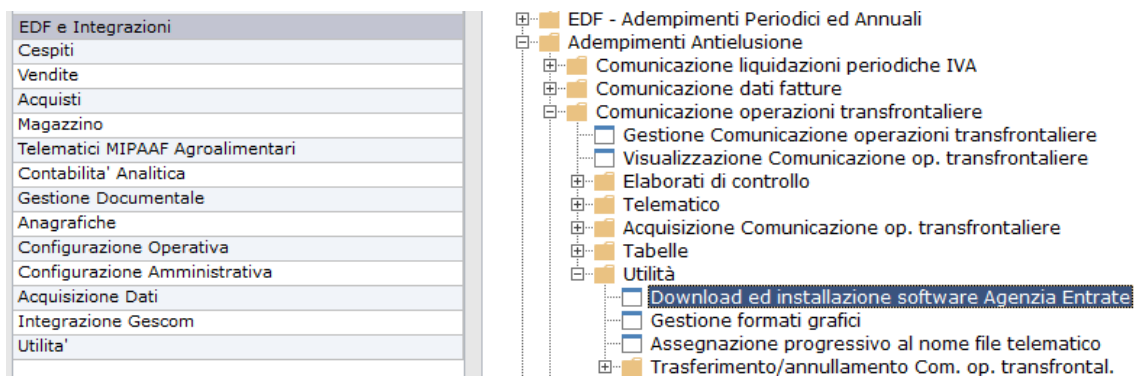 EDF e Integrazioni
Cespiti
Vendite
Acquisti
Magazzino
Telematici MIPAAF Agroalimentari
Contabilita' Analitica
Gestione Documentale
Anagrafiche
Configurazione Operativa
Configurazione Amministrativa
Acquisizione Dati
Integrazione Gescom
Utilita'
EDF - Adempimenti Periodici ed Annuali
Adempimenti Antielusione
Comunicazione liquidazioni periodiche IVA
Comunicazione dati fatture
Comunicazione operazioni transfrontaliere
Gestione Comunicazione operazioni transfrontaliere
Visualizzazione Comunicazione op. transfrontaliere
Elaborati di controllo
Telematico
Acquisizione Comunicazione op. transfrontaliere
Tabelle
Utilità
Download ed installazione software Agenzia Entrate
Gestione formati grafici
Assegnazione progressivo al nome file telematico
Trasferimento/annullamento Com. op. transfrontal.